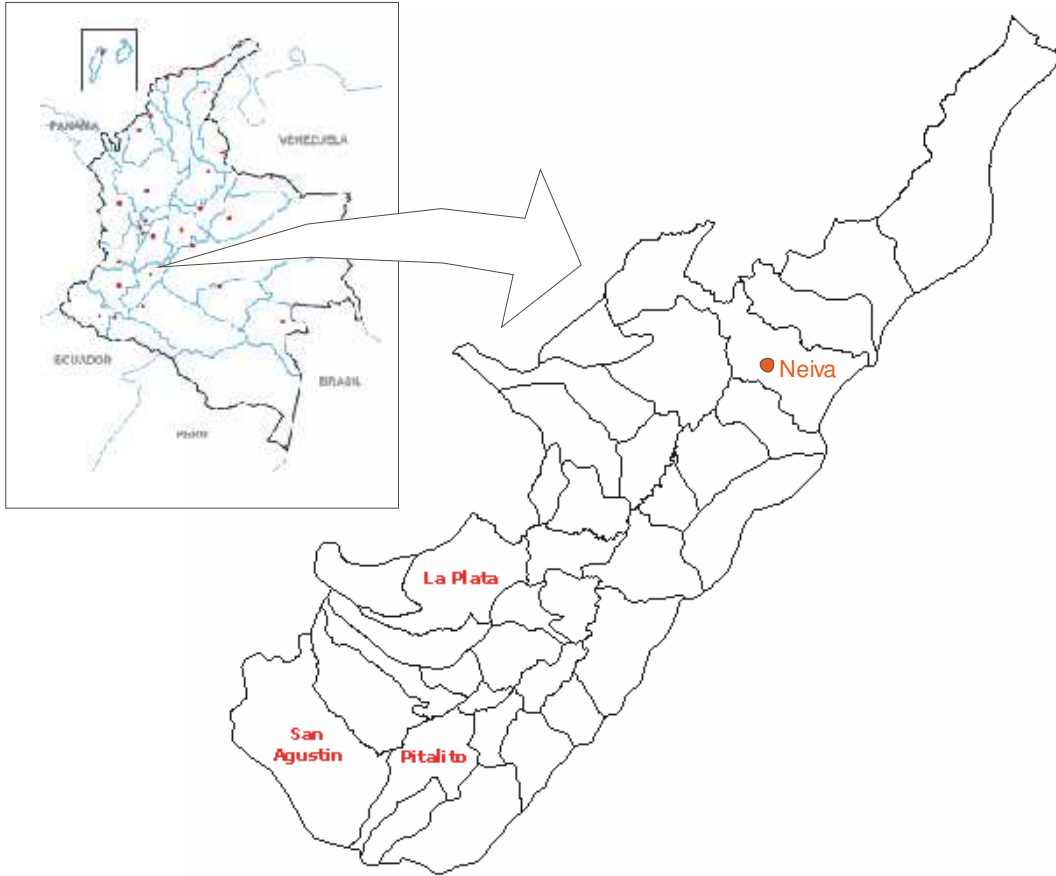 PANAMA
VENEZUELA
ECUADOR
BRASIL
Neiva
La Plata
San
Agustin
Pitalito